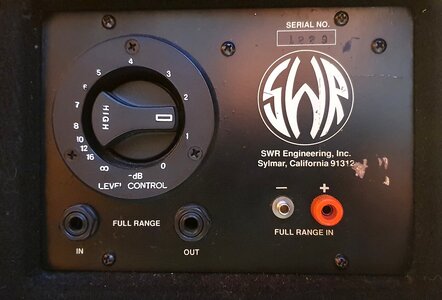 SERIAL NO.
1229
SWR
SWR Engineering, Inc.
Sylmar, California 91312
4
5
3
6
2
7
HIGH
8
1
10
12
16
∞
0
-dB
LEVEL CONTROL
FULL RANGE
IN
OUT
− +
FULL RANGE IN